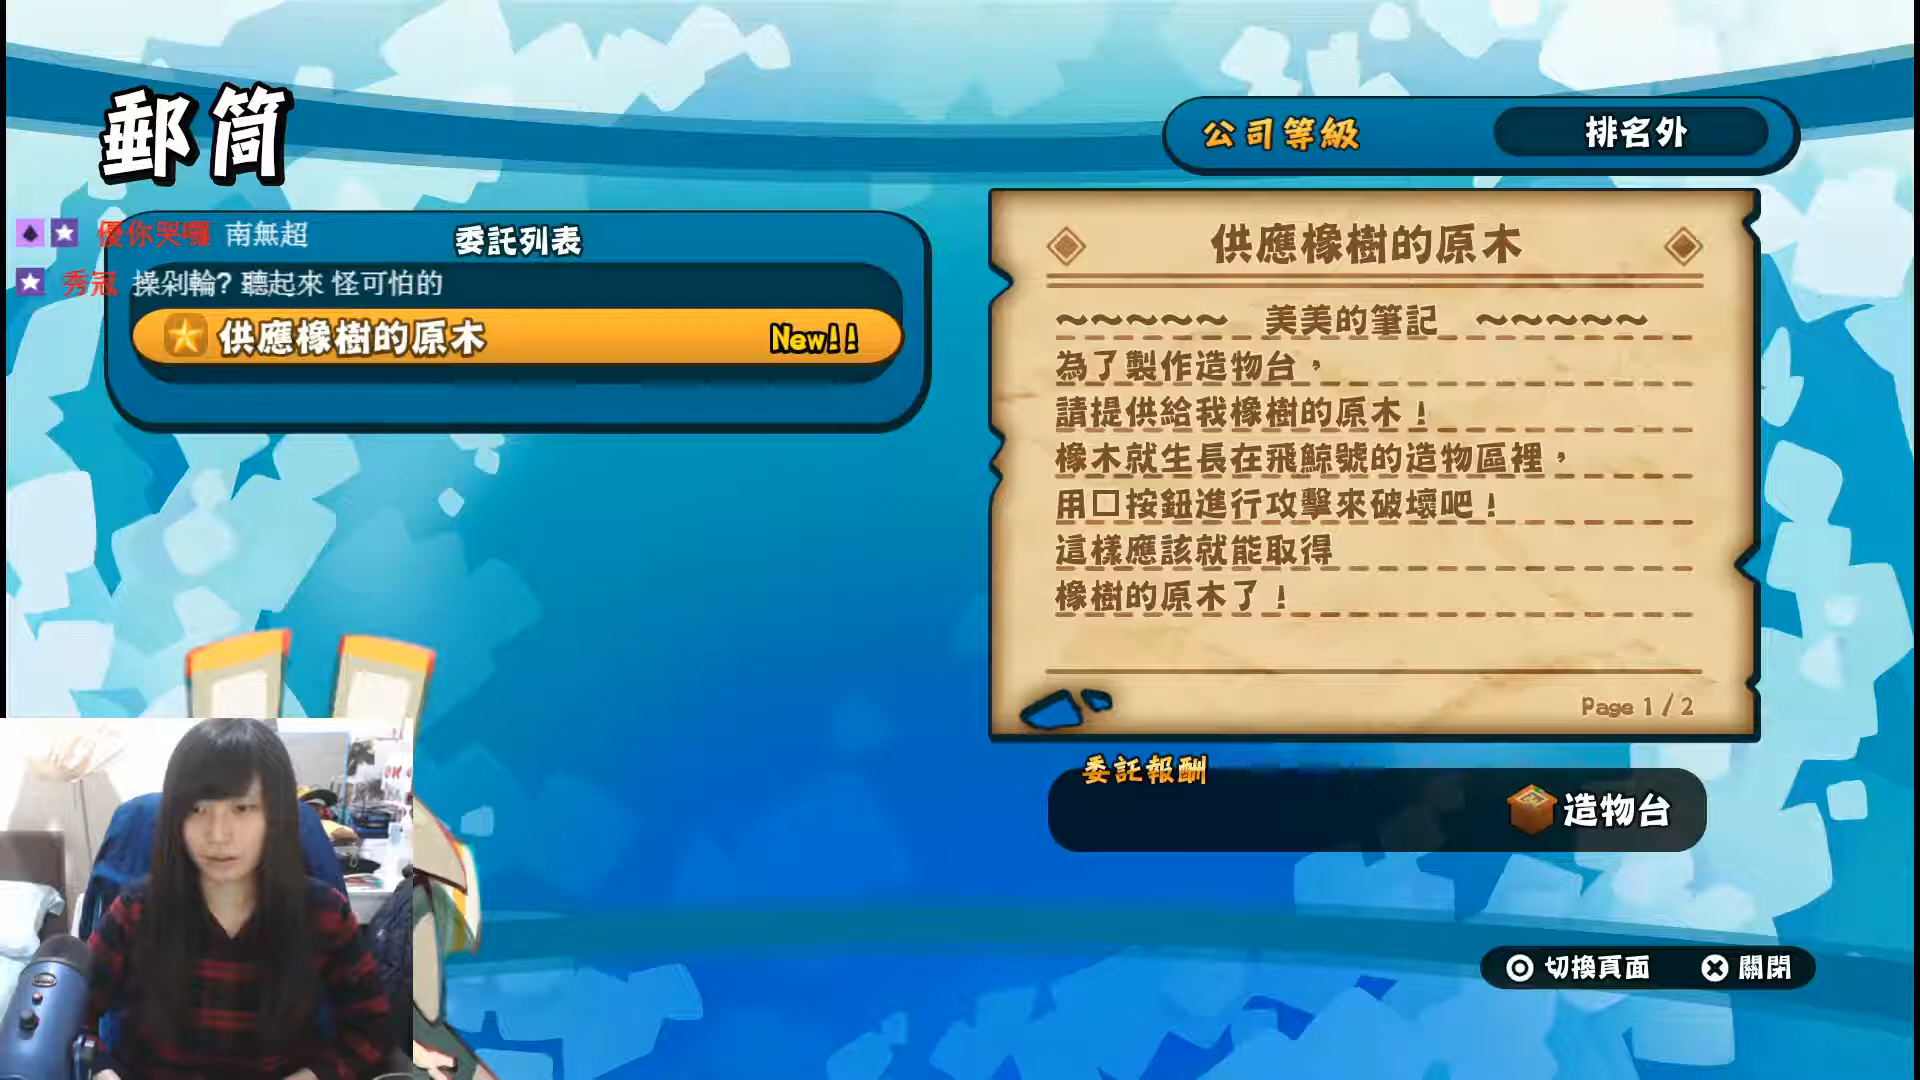 郵筒
公司等級 排名外
優你哭囉 南無超
委託列表
秀冠 操剁輪? 聽起來 怪可怕的
供應橡樹的原木 New!!
供應橡樹的原木
～～～～～ 美美的筆記 ～～～～～
為了製作造物台，
請提供給我橡樹的原木！
橡木就生長在飛鯨號的造物區裡，
用□按鈕進行攻擊來破壞吧！
這樣應該就能取得
橡樹的原木了！
Page 1 / 2
委託報酬
造物台
切換頁面 關閉